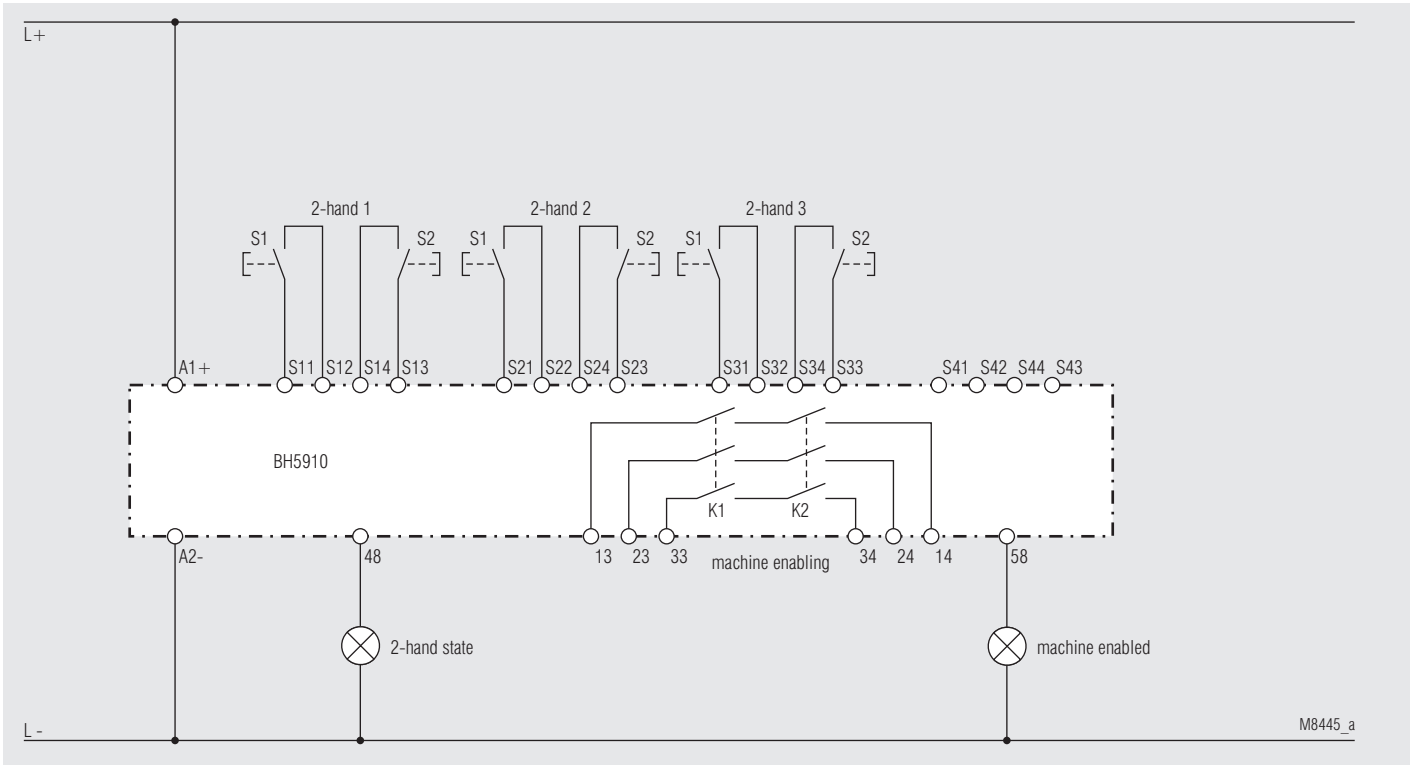 L+
2-hand 1 2-hand 2 2-hand 3
S1 S2 S1 S2 S1 S2
A1+ S11 S12 S14 S13 S21 S22 S24 S23 S31 S32 S34 S33 S41 S42 S44 S43
BH5910
K1 K2
A2- 48 13 23 33 machine enabling 34 24 14 58
2-hand state machine enabled
L - M8445_a